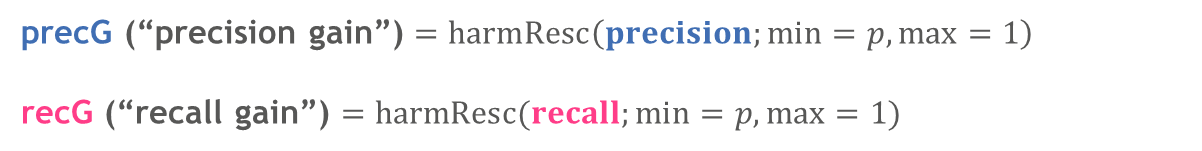 precG (“precision gain”) = harmResc(precision; min = p, max = 1)
recG (“recall gain”) = harmResc(recall; min = p, max = 1)